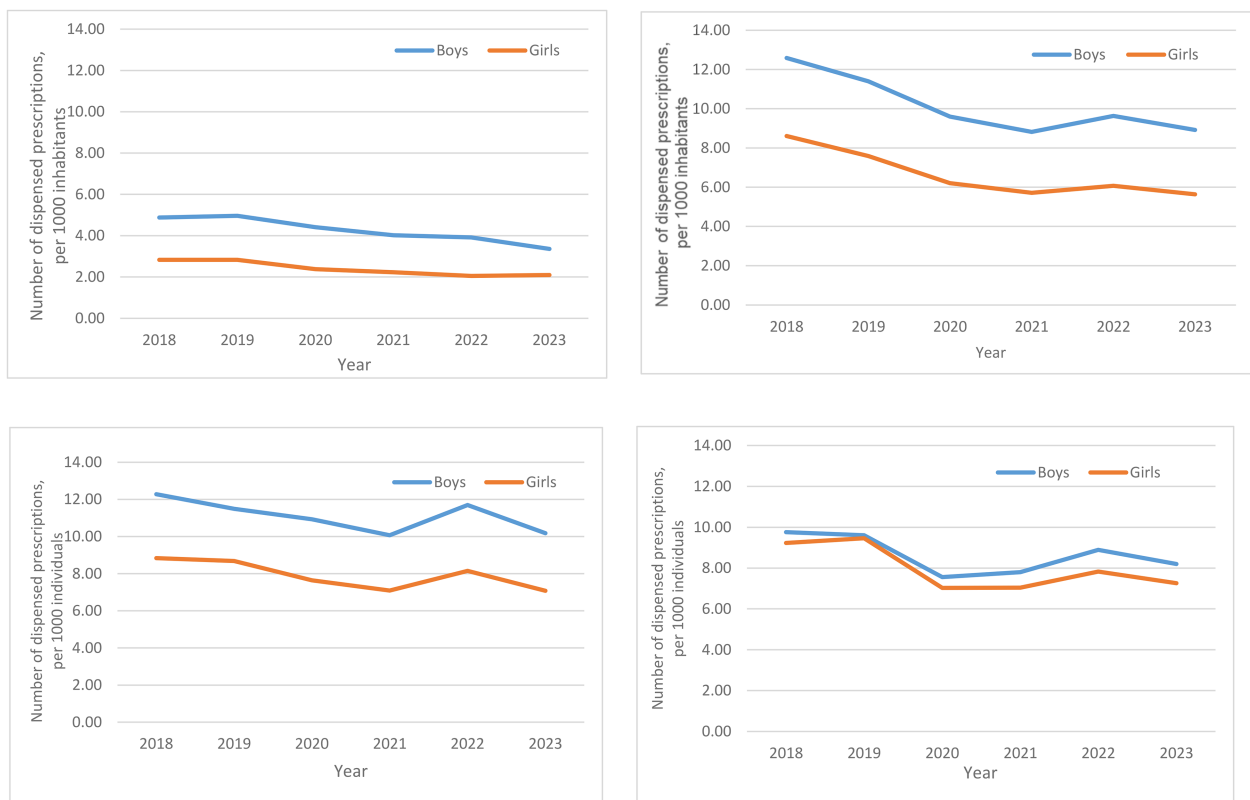 Number of dispensed prescriptions,
per 1000 inhabitants
14.00
12.00
10.00
8.00
6.00
4.00
2.00
0.00
Boys Girls
2018 2019 2020 2021 2022 2023
Year
Number of dispensed prescriptions,
per 1000 inhabitants
14.00
12.00
10.00
8.00
6.00
4.00
2.00
0.00
Boys Girls
2018 2019 2020 2021 2022 2023
Year
Number of dispensed prescriptions,
per 1000 individuals
14.00
12.00
10.00
8.00
6.00
4.00
2.00
0.00
Boys Girls
2018 2019 2020 2021 2022 2023
Year
Number of dispensed prescriptions,
per 1000 individuals
14.00
12.00
10.00
8.00
6.00
4.00
2.00
0.00
Boys Girls
2018 2019 2020 2021 2022 2023
Year